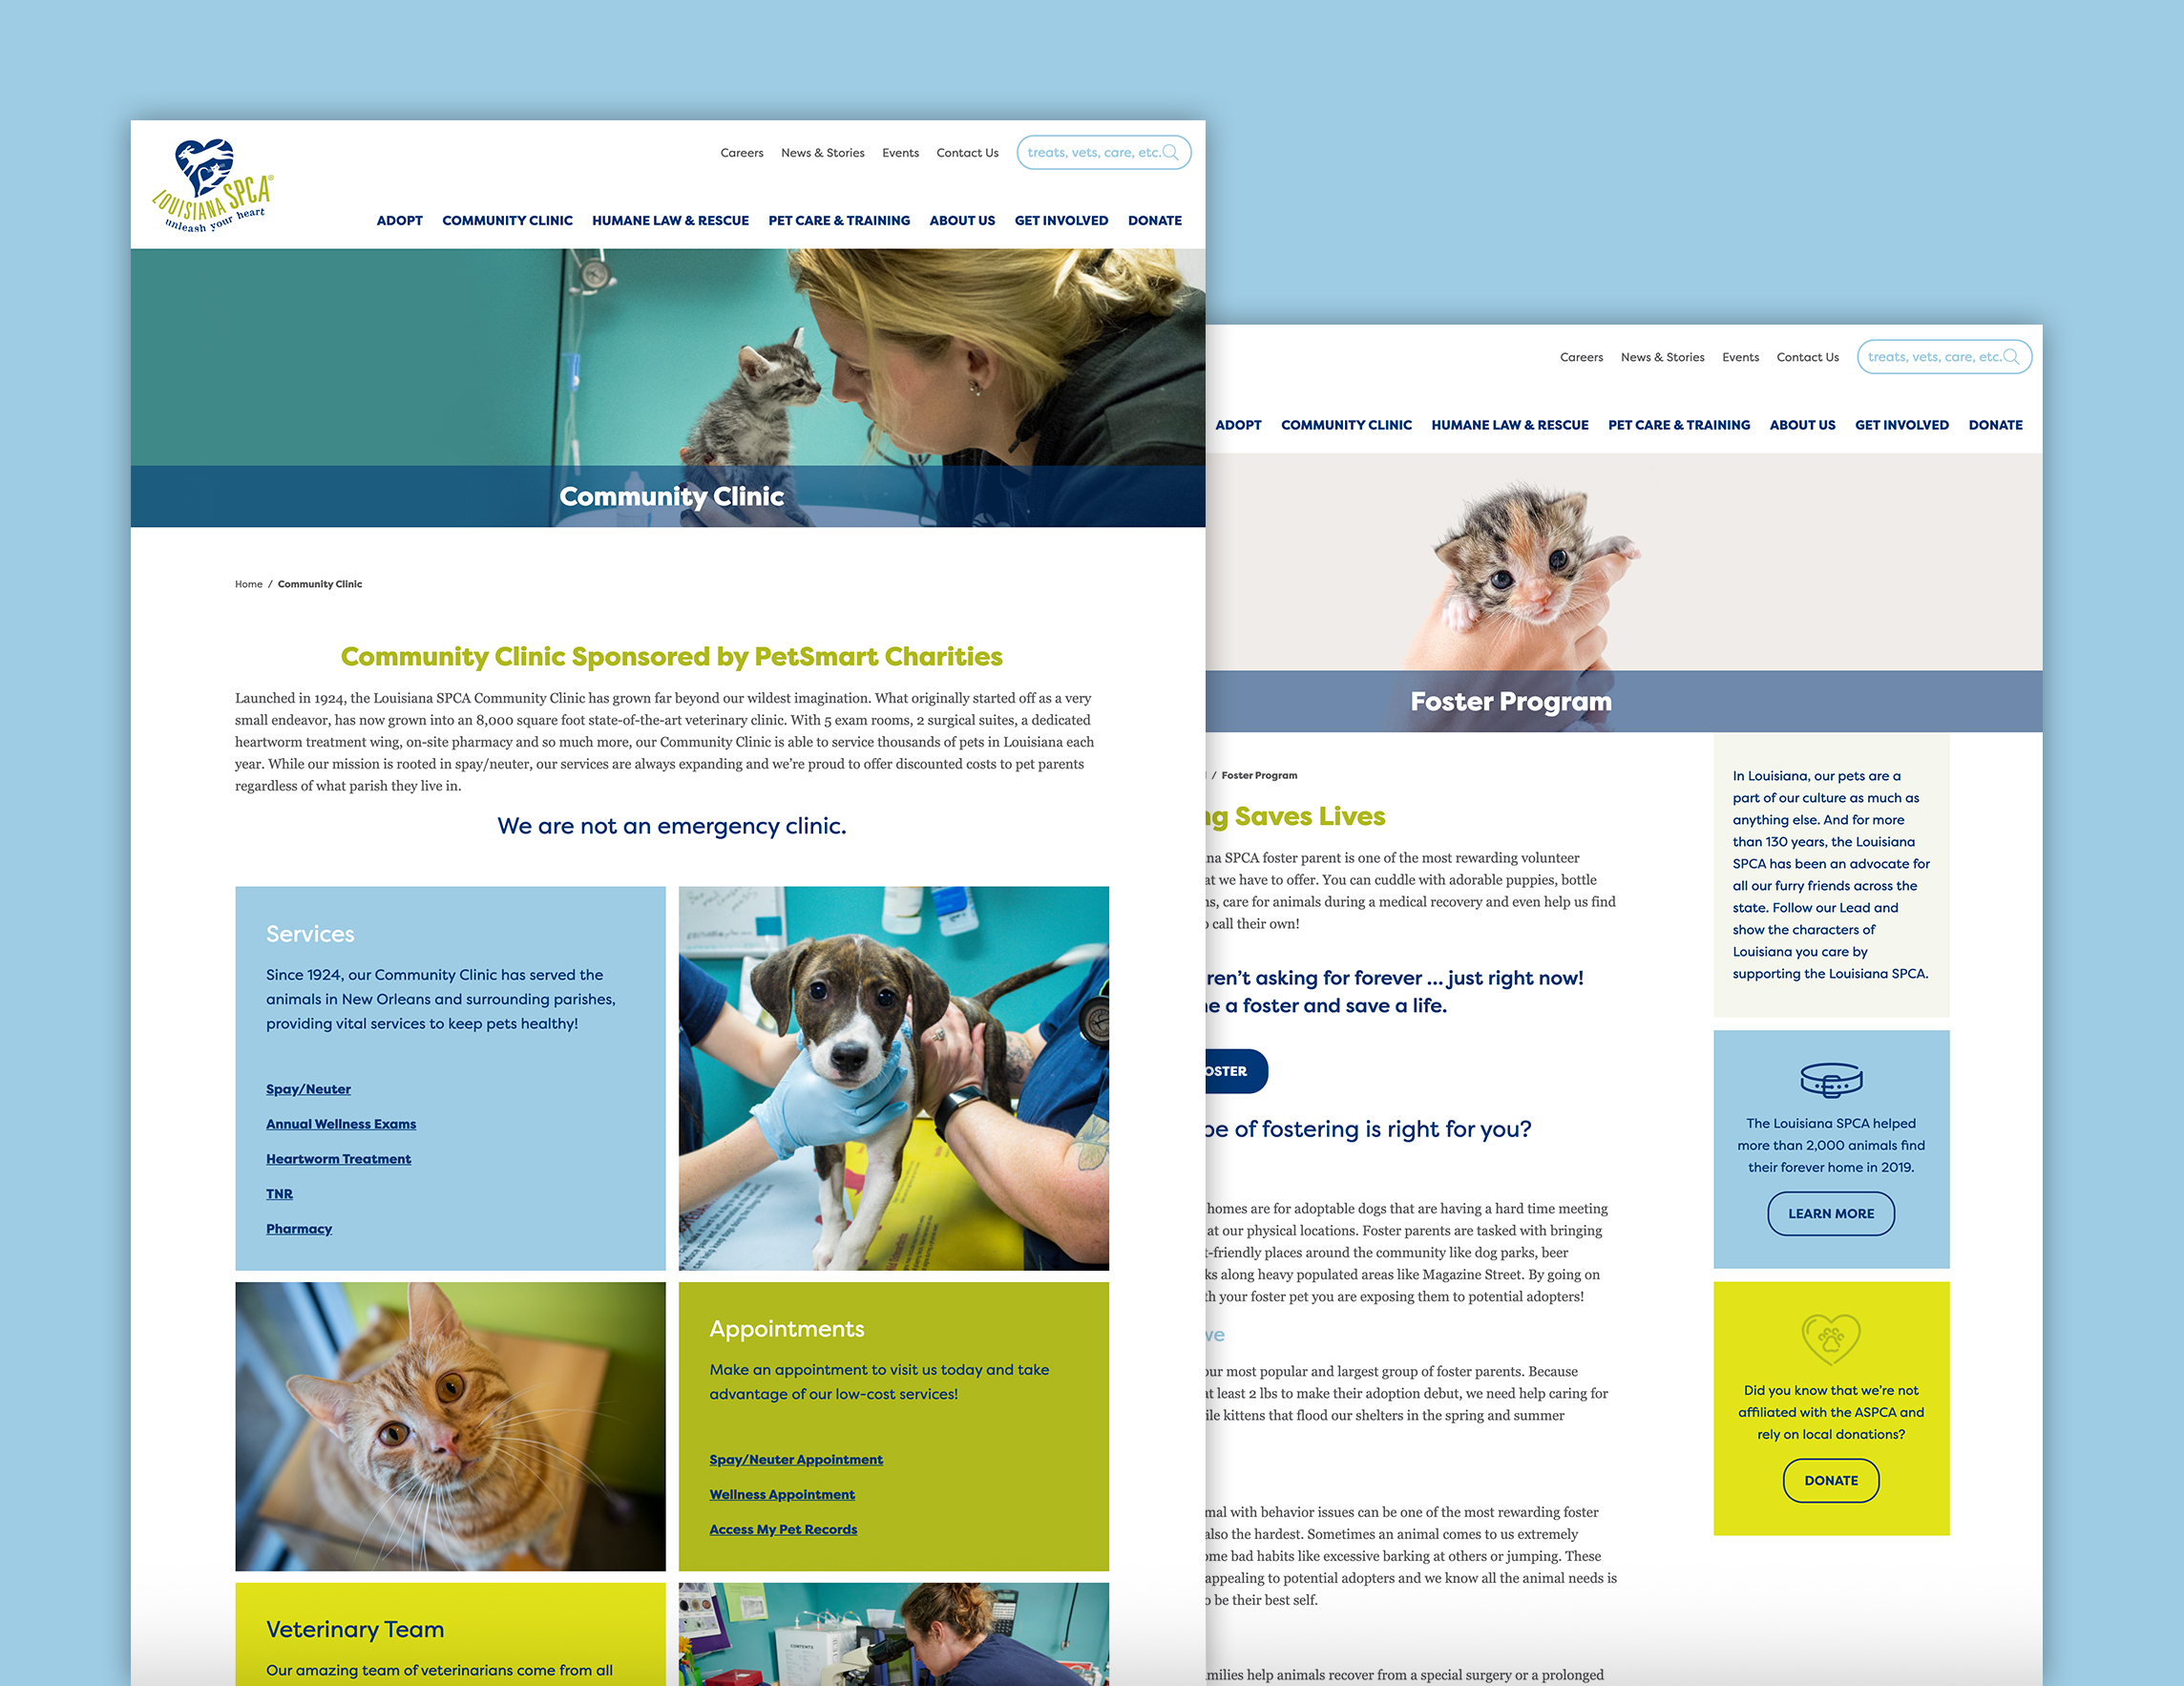 LOUISIANA SPCA®
unleash your heart
Careers News & Stories Events Contact Us
treats, vets, care, etc.
ADOPT COMMUNITY CLINIC HUMANE LAW & RESCUE PET CARE & TRAINING ABOUT US GET INVOLVED DONATE
Community Clinic
Home / Community Clinic
Community Clinic Sponsored by PetSmart Charities
Launched in 1924, the Louisiana SPCA Community Clinic has grown far beyond our wildest imagination. What originally started off as a very
small endeavor, has now grown into an 8,000 square foot state-of-the-art veterinary clinic. With 5 exam rooms, 2 surgical suites, a dedicated
heartworm treatment wing, on-site pharmacy and so much more, our Community Clinic is able to service thousands of pets in Louisiana each
year. While our mission is rooted in spay/neuter, our services are always expanding and we’re proud to offer discounted costs to pet parents
regardless of what parish they live in.
We are not an emergency clinic.
Services
Since 1924, our Community Clinic has served the
animals in New Orleans and surrounding parishes,
providing vital services to keep pets healthy!
Spay/Neuter
Annual Wellness Exams
Heartworm Treatment
TNR
Pharmacy
Appointments
Make an appointment to visit us today and take
advantage of our low-cost services!
Spay/Neuter Appointment
Wellness Appointment
Access My Pet Records
Veterinary Team
Our amazing team of veterinarians come from all
CONTENTS
Careers News & Stories Events Contact Us
treats, vets, care, etc.
ADOPT COMMUNITY CLINIC HUMANE LAW & RESCUE PET CARE & TRAINING ABOUT US GET INVOLVED DONATE
Foster Program
/ Foster Program
ng Saves Lives
na SPCA foster parent is one of the most rewarding volunteer
at we have to offer. You can cuddle with adorable puppies, bottle
ns, care for animals during a medical recovery and even help us find
o call their own!
ren’t asking for forever ... just right now!
ne a foster and save a life.
OSTER
pe of fostering is right for you?
homes are for adoptable dogs that are having a hard time meeting
at our physical locations. Foster parents are tasked with bringing
t-friendly places around the community like dog parks, beer
ks along heavy populated areas like Magazine Street. By going on
th your foster pet you are exposing them to potential adopters!
ve
our most popular and largest group of foster parents. Because
at least 2 lbs to make their adoption debut, we need help caring for
ile kittens that flood our shelters in the spring and summer
mal with behavior issues can be one of the most rewarding foster
also the hardest. Sometimes an animal comes to us extremely
ome bad habits like excessive barking at others or jumping. These
appealing to potential adopters and we know all the animal needs is
o be their best self.
amilies help animals recover from a special surgery or a prolonged
In Louisiana, our pets are a
part of our culture as much as
anything else. And for more
than 130 years, the Louisiana
SPCA has been an advocate for
all our furry friends across the
state. Follow our Lead and
show the characters of
Louisiana you care by
supporting the Louisiana SPCA.
The Louisiana SPCA helped
more than 2,000 animals find
their forever home in 2019.
LEARN MORE
Did you know that we’re not
affiliated with the ASPCA and
rely on local donations?
DONATE